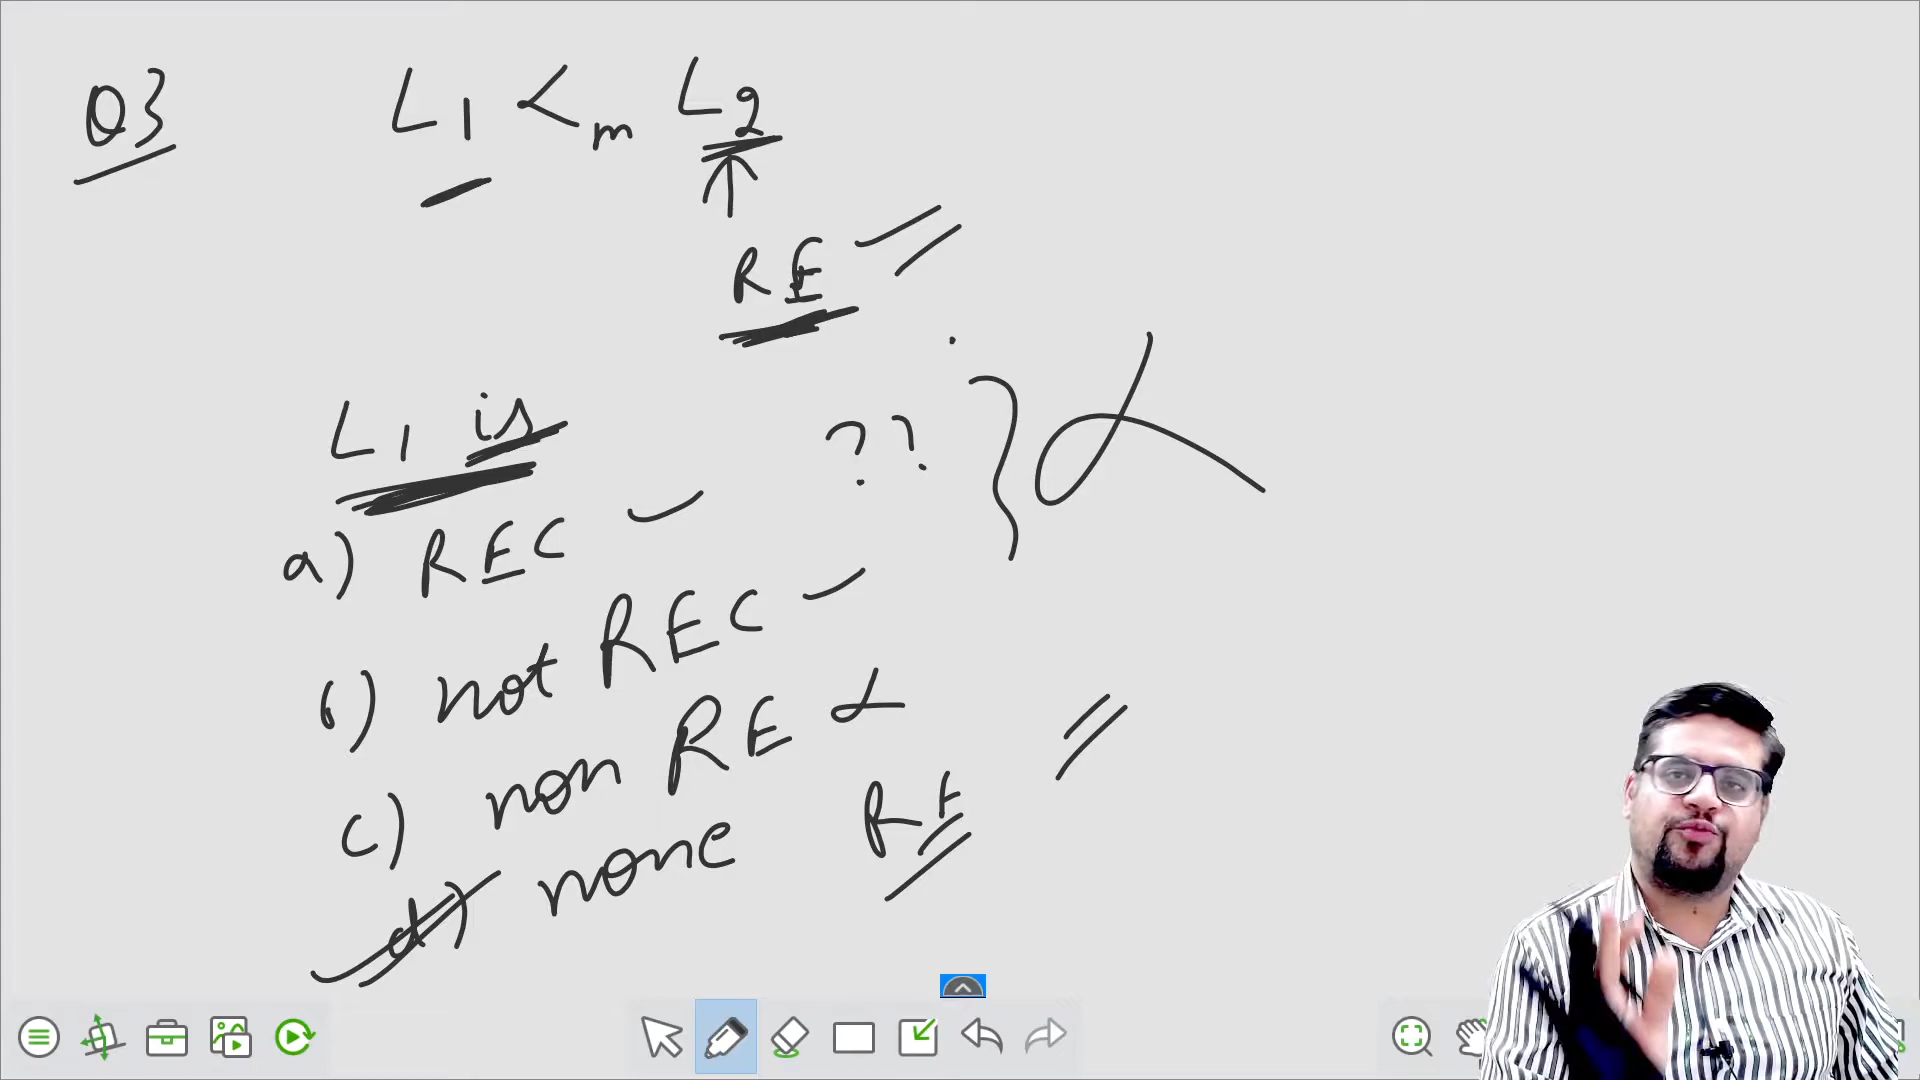 Q3 L1 <m L2
RE
L1 is ??
a) REC
b) not REC
c) non RE
d) none RE